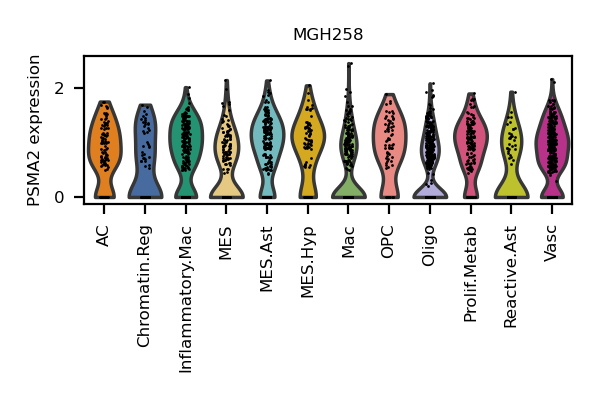 MGH258
PSMA2 expression
2
0
AC
Chromatin.Reg
Inflammatory.Mac
MES
MES.Ast
MES.Hyp
Mac
OPC
Oligo
Prolif.Metab
Reactive.Ast
Vasc